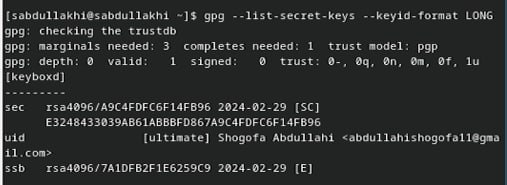 [sabdullakhi@sabdullakhi ~]$ gpg --list-secret-keys --keyid-format LONG
gpg: checking the trustdb
gpg: marginals needed: 3  completes needed: 1  trust model: pgp
gpg: depth: 0  valid:   1  signed:   0  trust: 0-, 0q, 0n, 0m, 0f, 1u
[keyboxd]
---------
sec   rsa4096/A9C4FDFC6F14FB96 2024-02-29 [SC]
      E3248433039AB61ABBBFD867A9C4FDFC6F14FB96
uid                 [ultimate] Shogofa Abdullahi <abdullahishogofa11@gma
il.com>
ssb   rsa4096/7A1DFB2F1E6259C9 2024-02-29 [E]